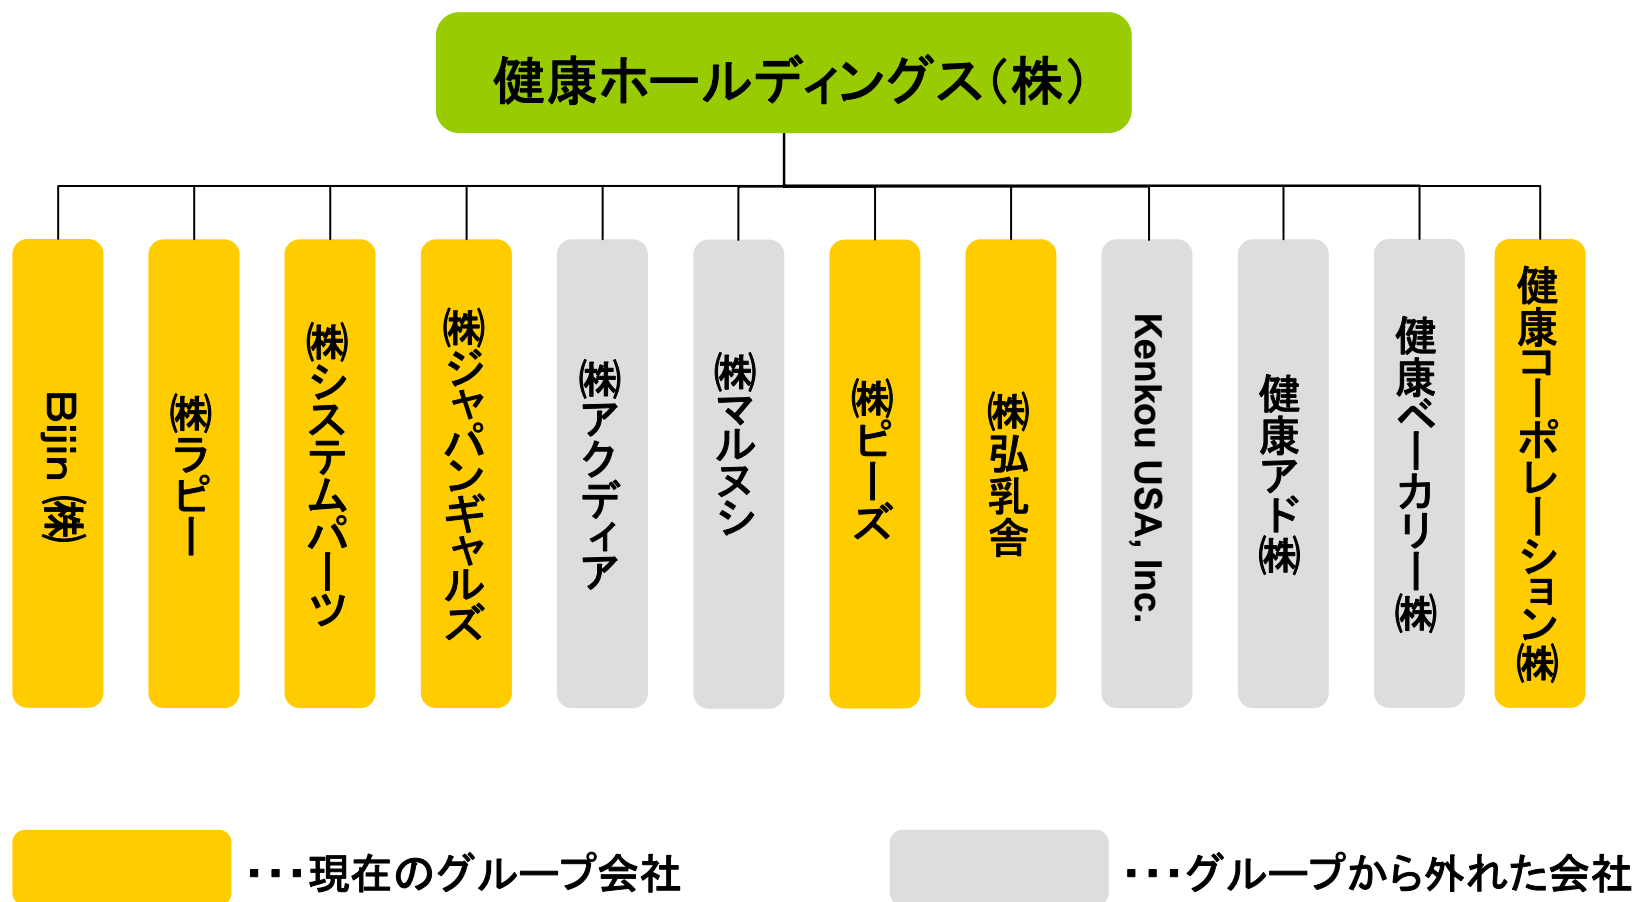 健康ホールディングス（株）
Bijin ㈱
㈱ラピー
㈱システムパーツ
㈱ジャパンギャルズ
㈱アクディア
㈱マルヌシ
㈱ピーズ
㈱弘乳舎
Kenkou USA, Inc.
健康アド㈱
健康ベーカリー㈱
健康コーポレーション㈱
・・・現在のグループ会社
・・・グループから外れた会社